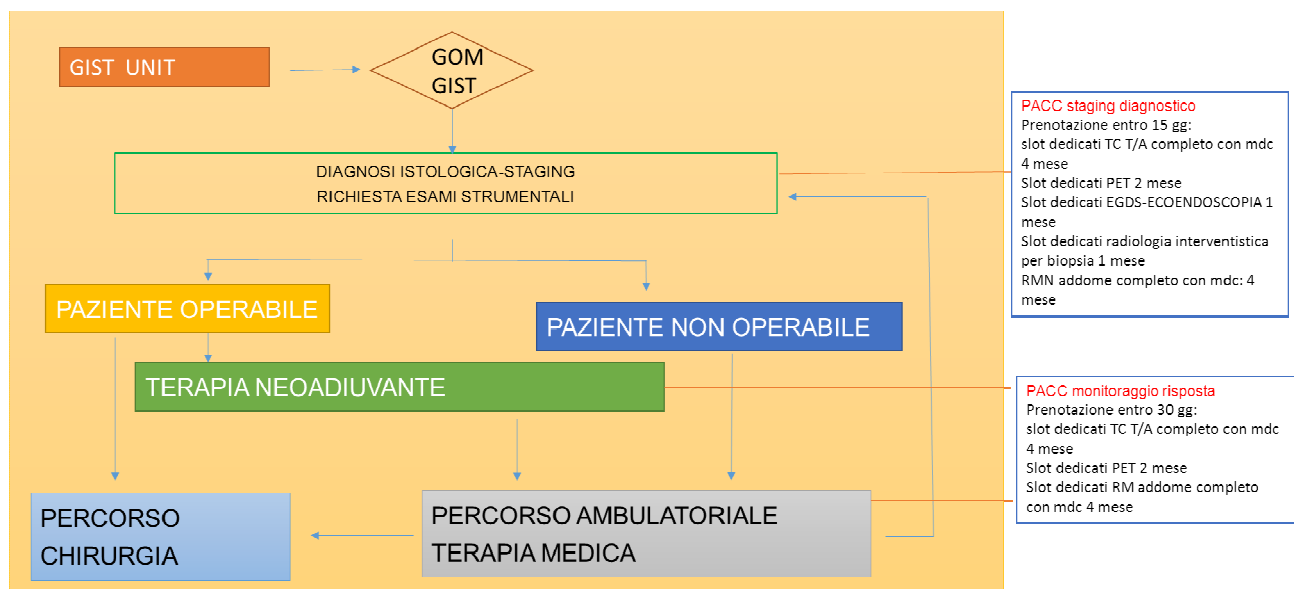 GIST  UNIT
GOM
GIST
DIAGNOSI ISTOLOGICA-STAGING
RICHIESTA ESAMI STRUMENTALI
PACC staging diagnostico
Prenotazione entro 15 gg:
slot dedicati TC T/A completo con mdc
4 mese
Slot dedicati PET 2 mese
Slot dedicati EGDS-ECOENDOSCOPIA 1
mese
Slot dedicati radiologia interventistica
per biopsia 1 mese
RMN addome completo con mdc: 4
mese
PAZIENTE OPERABILE
PAZIENTE NON OPERABILE
TERAPIA NEOADIUVANTE
PACC monitoraggio risposta
Prenotazione entro 30 gg:
slot dedicati TC T/A completo con mdc
4 mese
Slot dedicati PET 2 mese
Slot dedicati RM addome completo
con mdc 4 mese
PERCORSO
CHIRURGIA
PERCORSO AMBULATORIALE
TERAPIA MEDICA